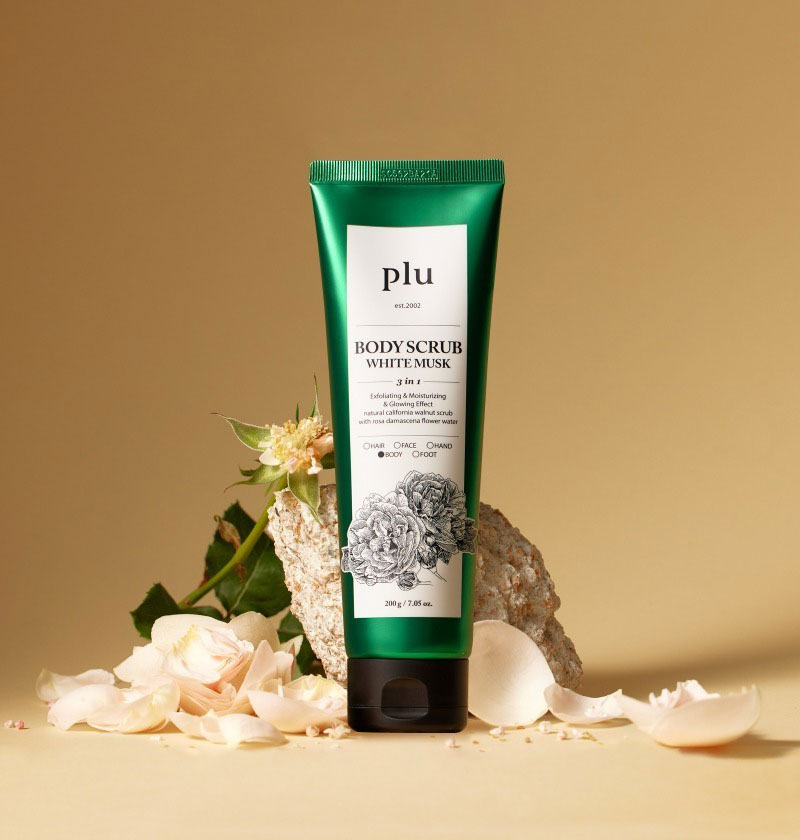 plu
est.2002
BODY SCRUB
WHITE MUSK
3 in 1
Exfoliating & Moisturizing
& Glowing Effect
natural california walnut scrub
with rosa damascena flower water
HAIR FACE HAND
BODY FOOT
200 g / 7.05 oz.